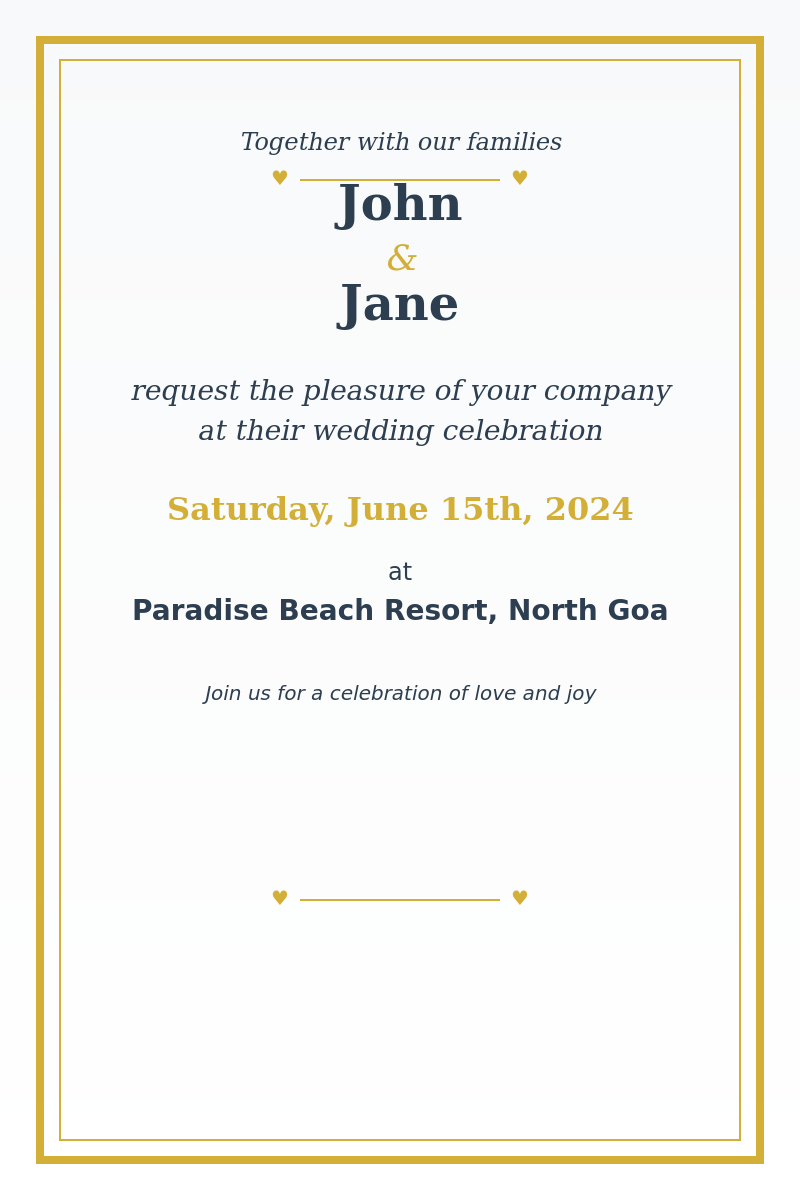 Together with our families
♥ ♥
John
&
Jane
request the pleasure of your company
at their wedding celebration
Saturday, June 15th, 2024
at
Paradise Beach Resort, North Goa
Join us for a celebration of love and joy
♥ ♥